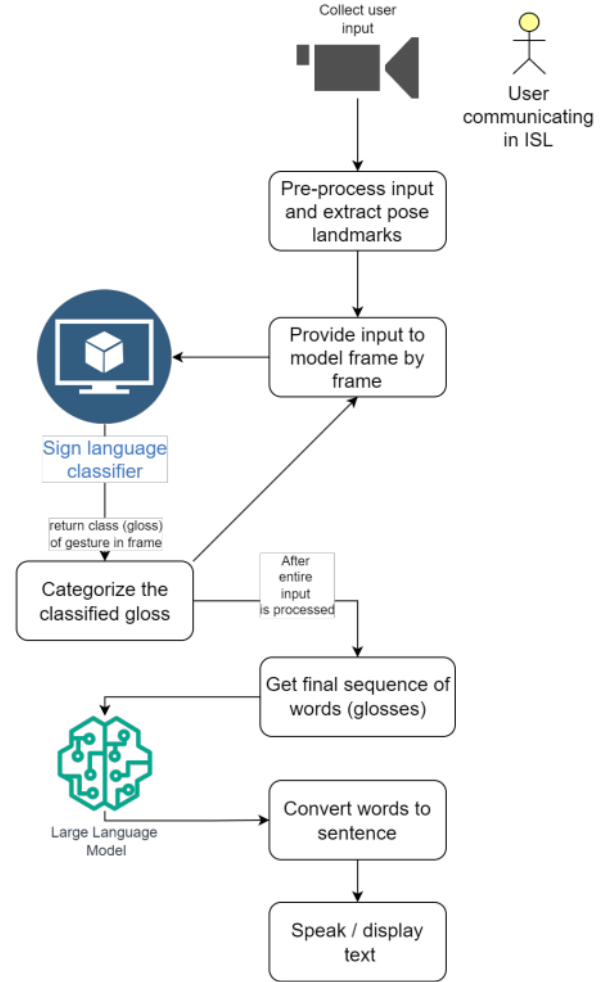 Collect user
input
User
communicating
in ISL
Pre-process input
and extract pose
landmarks
Provide input to
model frame by
frame
Sign language
classifier
return class (gloss)
of gesture in frame
Categorize the
classified gloss
After
entire
input
is processed
Get final sequence of
words (glosses)
Large Language
Model
Convert words to
sentence
Speak / display
text